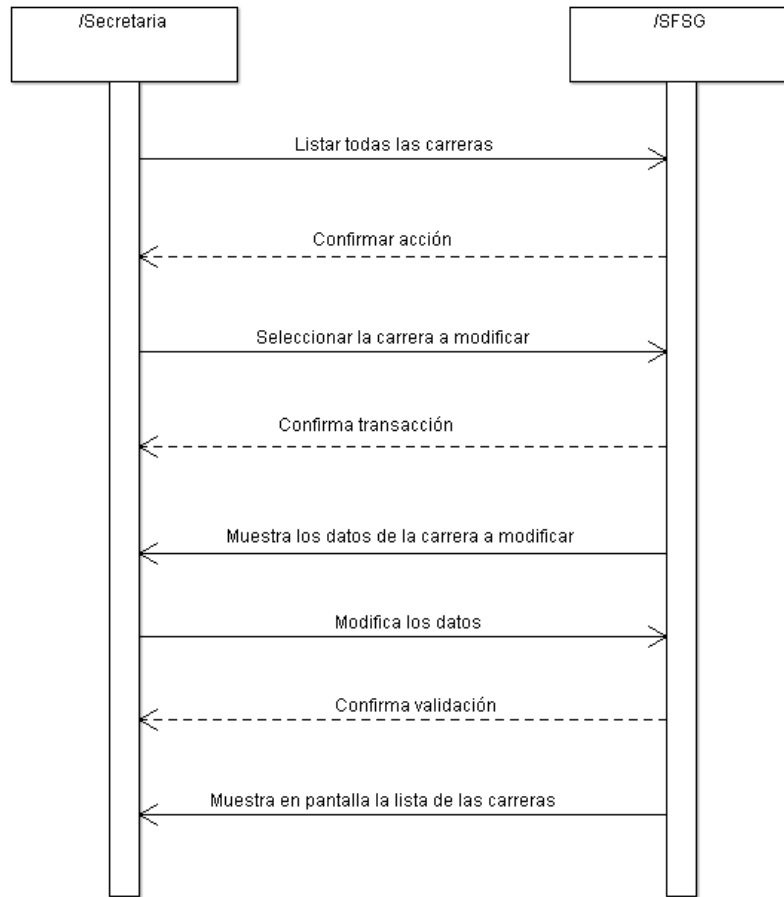 /Secretaria
/SFSG
Listar todas las carreras
Confirmar acción
Seleccionar la carrera a modificar
Confirma transacción
Muestra los datos de la carrera a modificar
Modifica los datos
Confirma validación
Muestra en pantalla la lista de las carreras